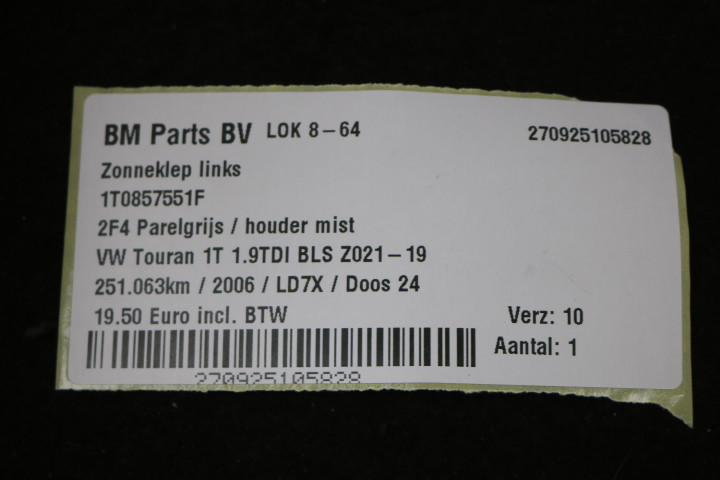 BM Parts BV LOK 8-64 270925105828
Zonneklep links
1T0857551F
2F4 Parelgrijs / houder mist
VW Touran 1T 1.9TDI BLS Z021-19
251.063km / 2006 / LD7X / Doos 24
19.50 Euro incl. BTW Verz: 10
Aantal: 1
270925105828